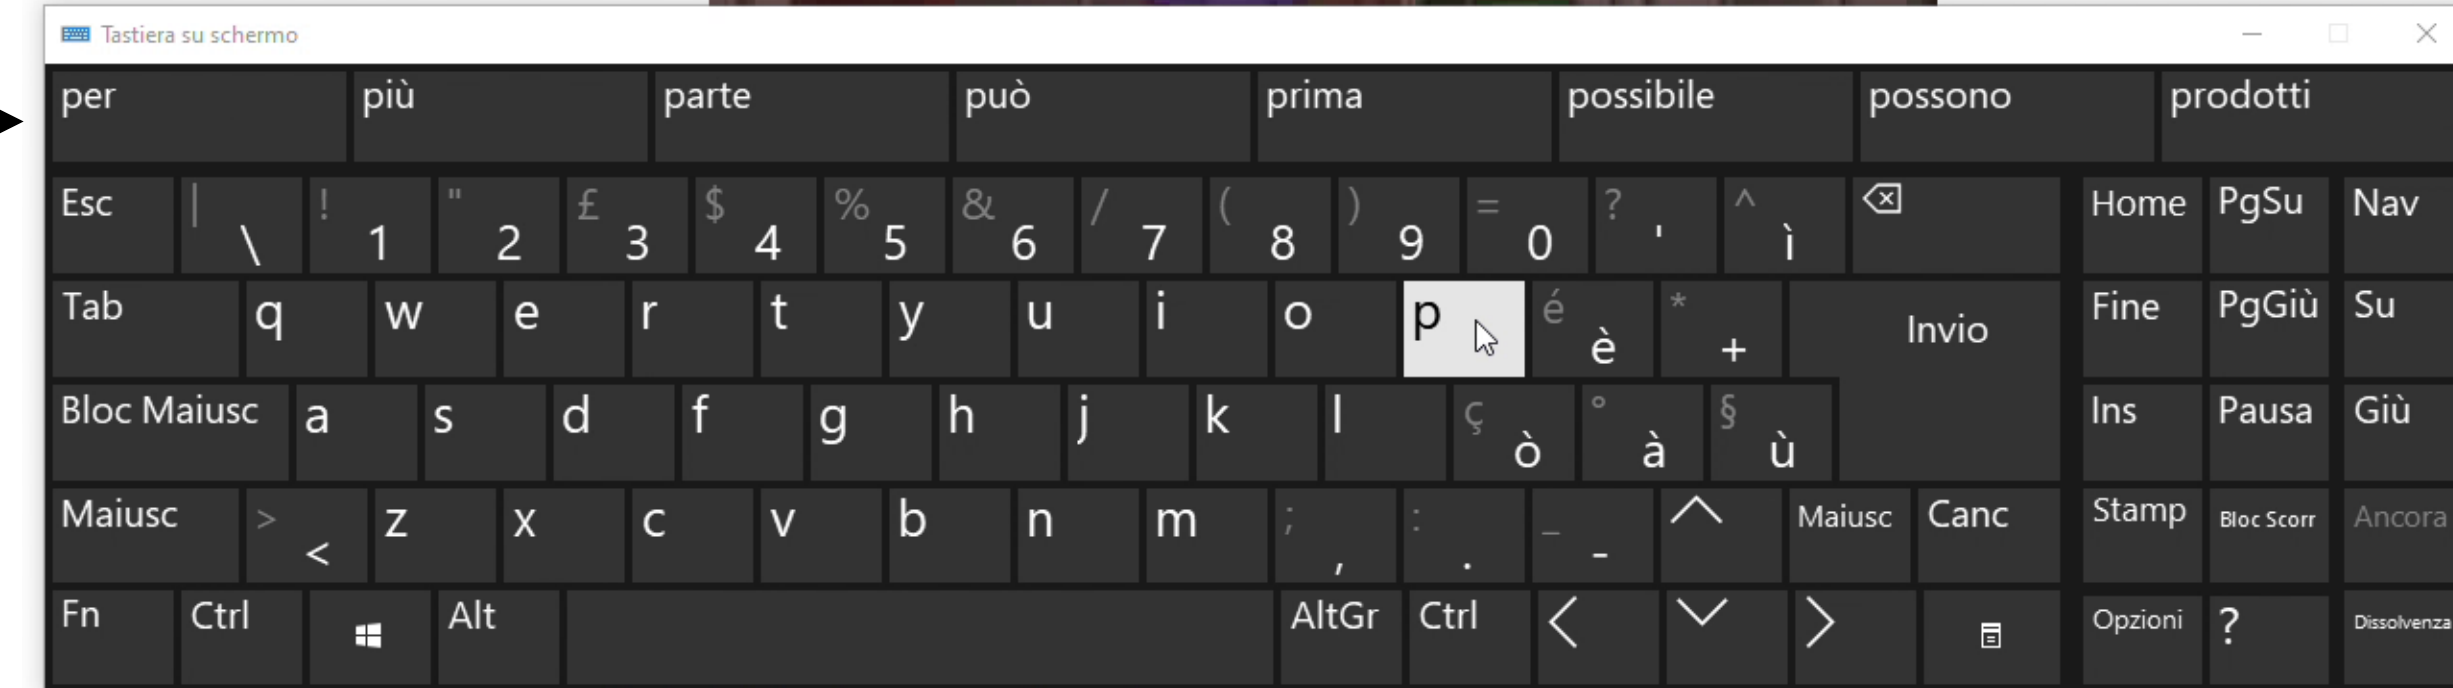 Tastiera su schermo
per più parte può prima possibile possono prodotti
Esc | \ ! 1 " 2 £ 3 $ 4 % 5 & 6 / 7 ( 8 ) 9 = 0 ? ' ^ ì Home PgSu Nav
Tab q w e r t y u i o p é è * + Invio Fine PgGiù Su
Bloc Maiusc a s d f g h j k l ç ò ° à § ù Ins Pausa Giù
Maiusc > < z x c v b n m ; , : . _ - Maiusc Canc Stamp Bloc Scorr Ancora
Fn Ctrl Alt AltGr Ctrl Opzioni ? Dissolvenza